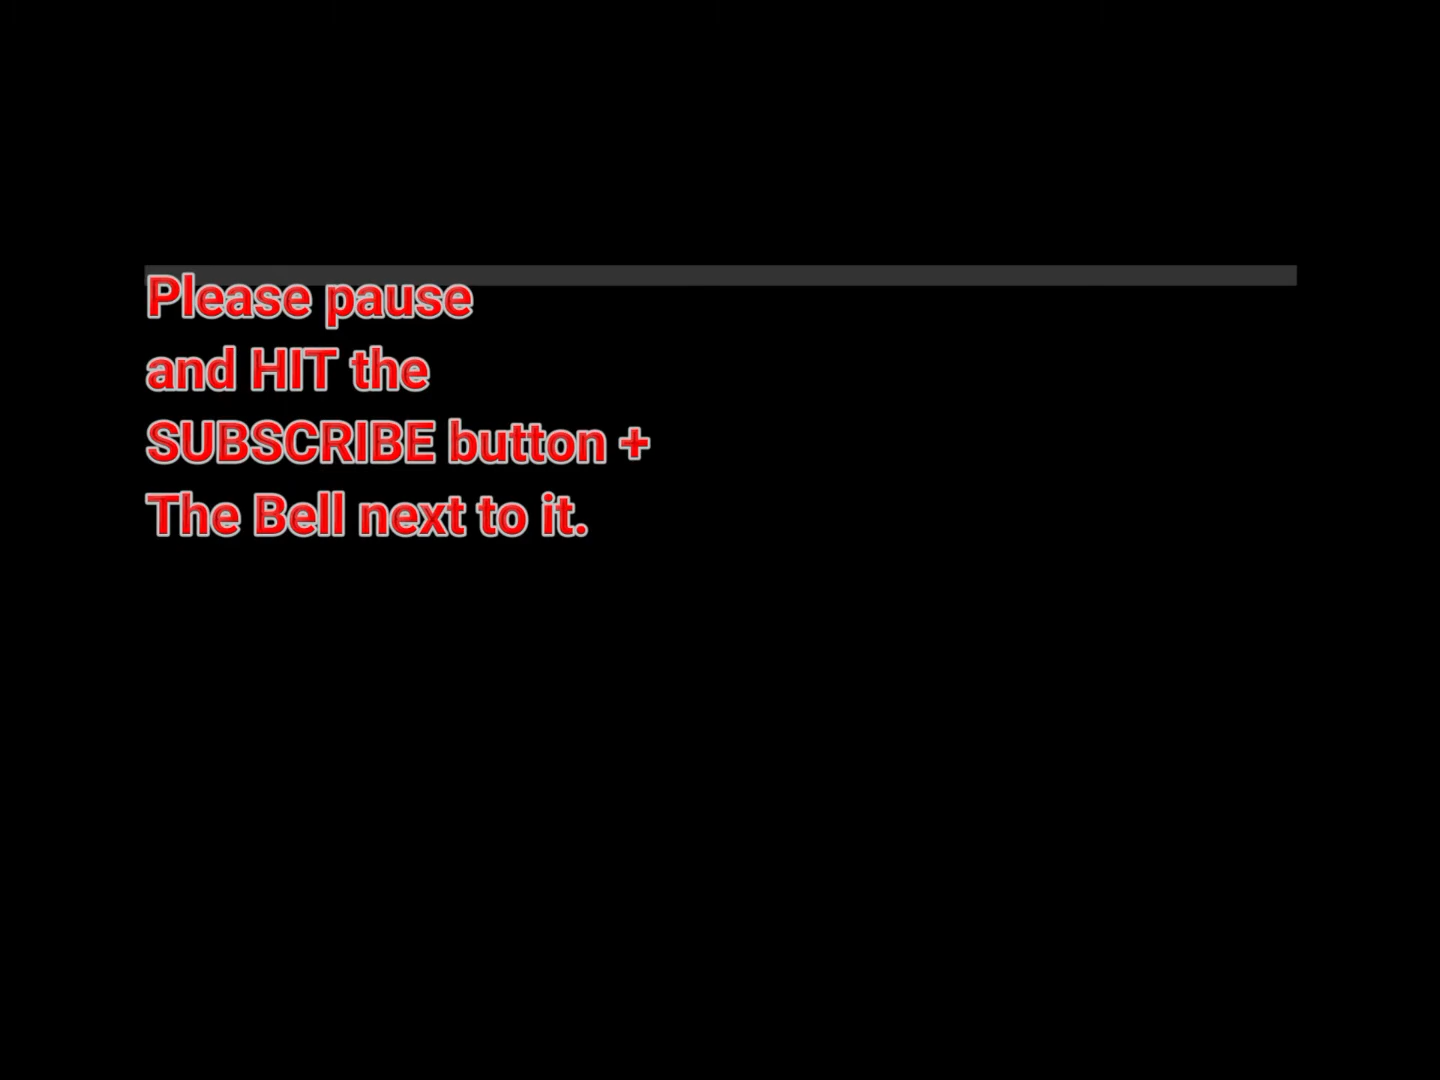 Please pause
and HIT the
SUBSCRIBE button +
The Bell next to it.